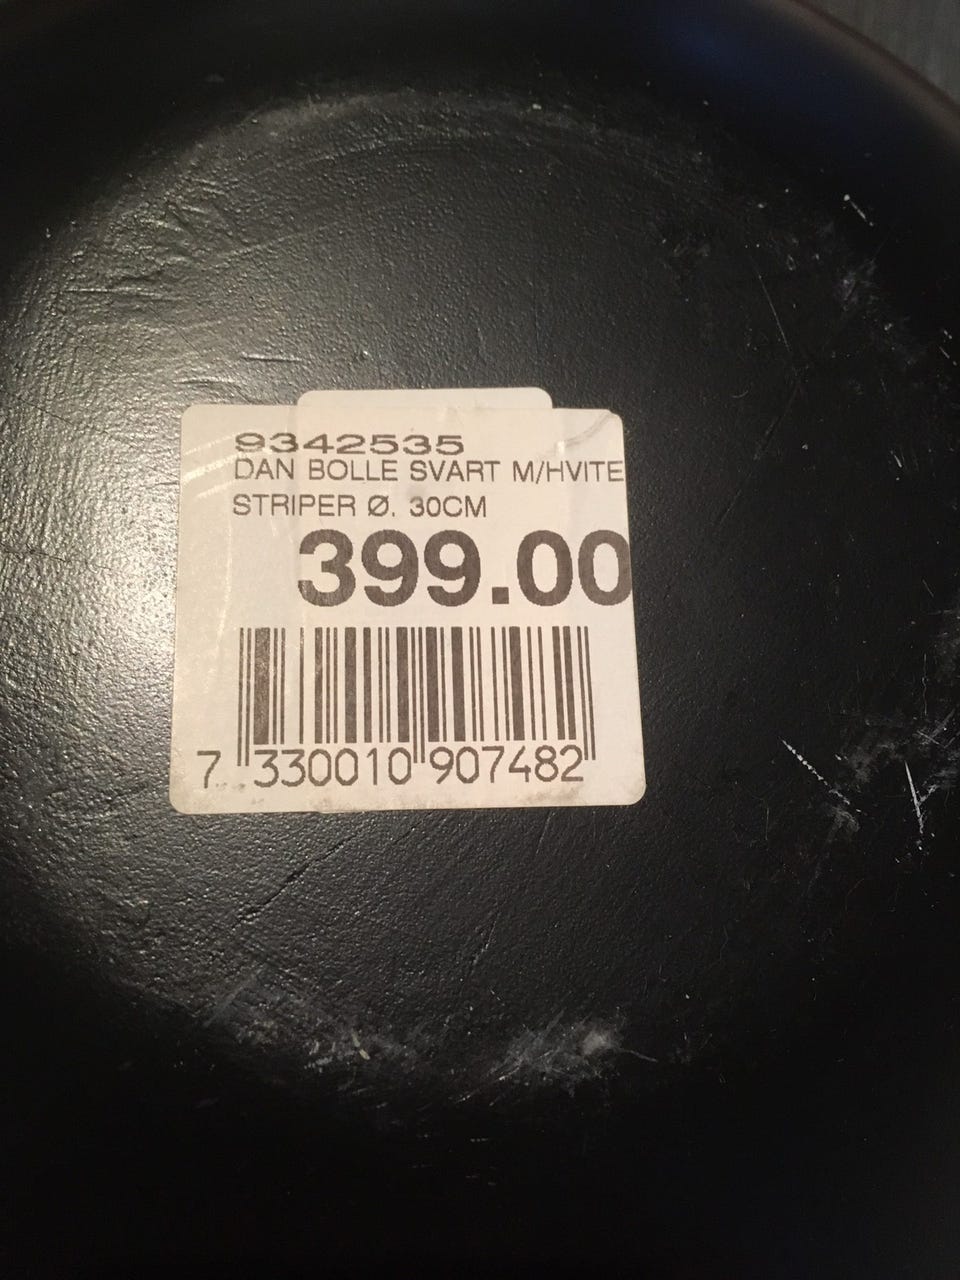 9342535
DAN BOLLE SVART M/HVITE
STRIPER Ø. 30CM
399.00
7 330010 907482